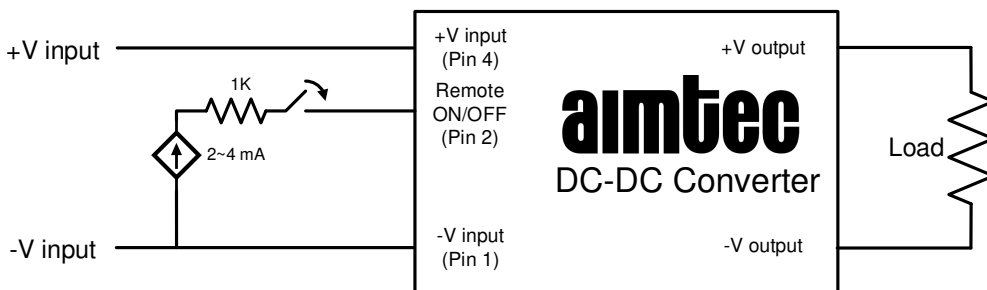 +V input
+V input
(Pin 4)
+V output
1K
Remote
ON/OFF
(Pin 2)
aimtec
2~4 mA
Load
DC-DC Converter
-V input
-V input
(Pin 1)
-V output